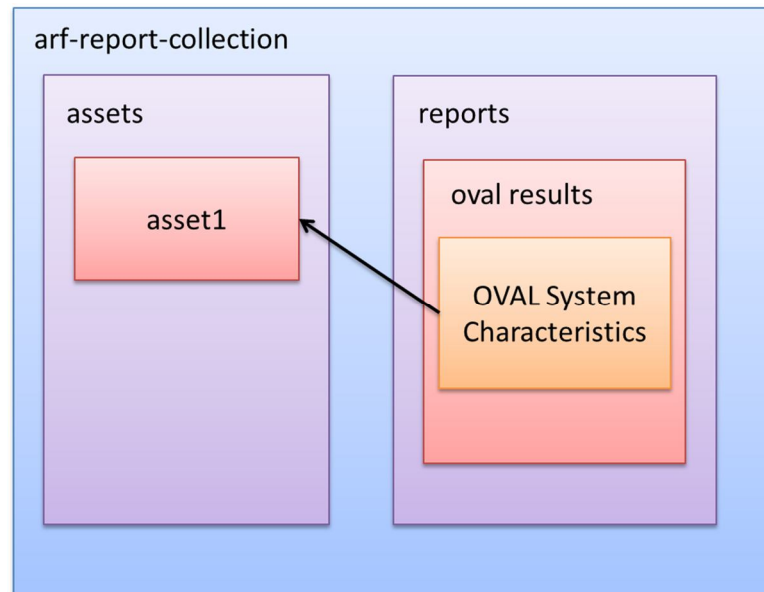 arf-report-collection
assets
asset1
reports
oval results
OVAL System
Characteristics